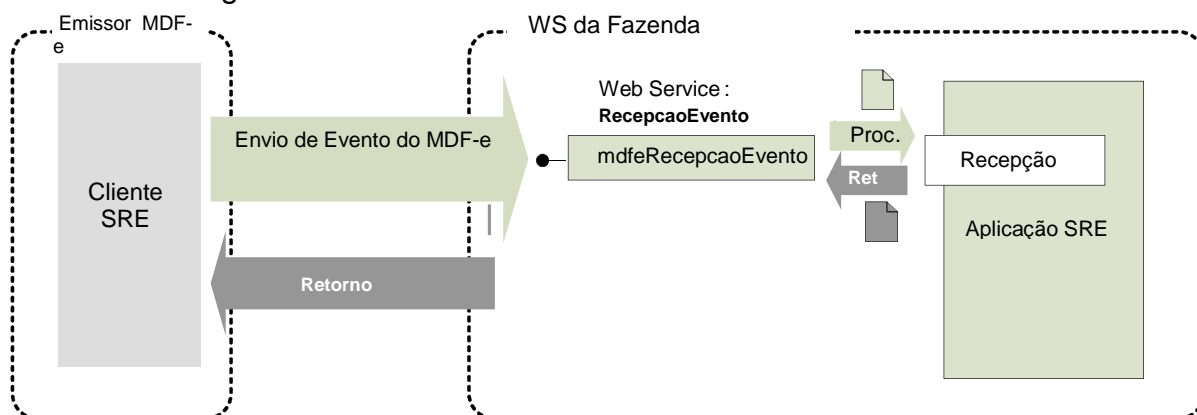 Emissor MDF-
e
WS da Fazenda
Web Service :
RecepcaoEvento
Envio de Evento do MDF-e
mdfeRecepcaoEvento
Proc.
Ret
Recepção
Cliente
SRE
Aplicação SRE
Retorno